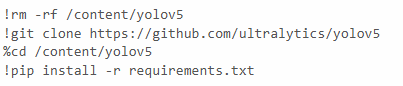 !rm -rf /content/yolov5
!git clone https://github.com/ultralytics/yolov5
%cd /content/yolov5
!pip install -r requirements.txt